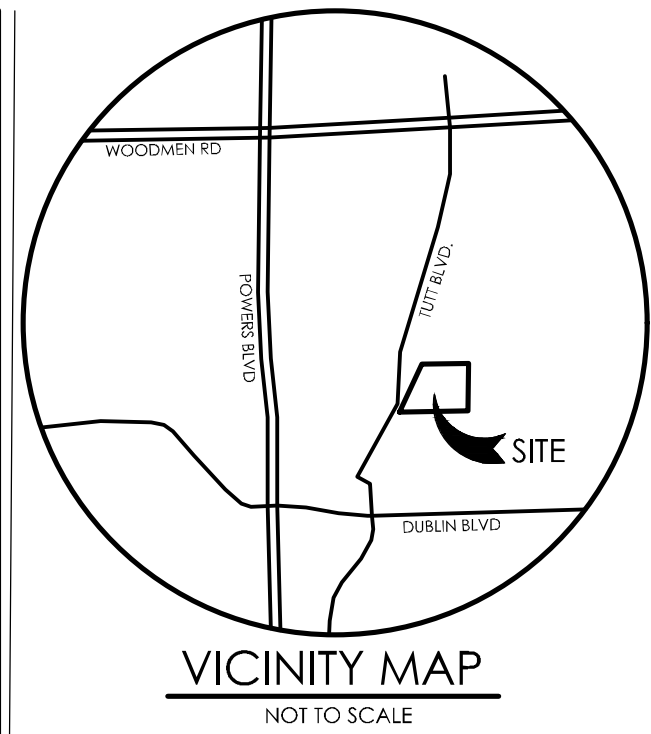 WOODMEN RD
TUTT BLVD.
POWERS BLVD
SITE
DUBLIN BLVD
VICINITY MAP
NOT TO SCALE